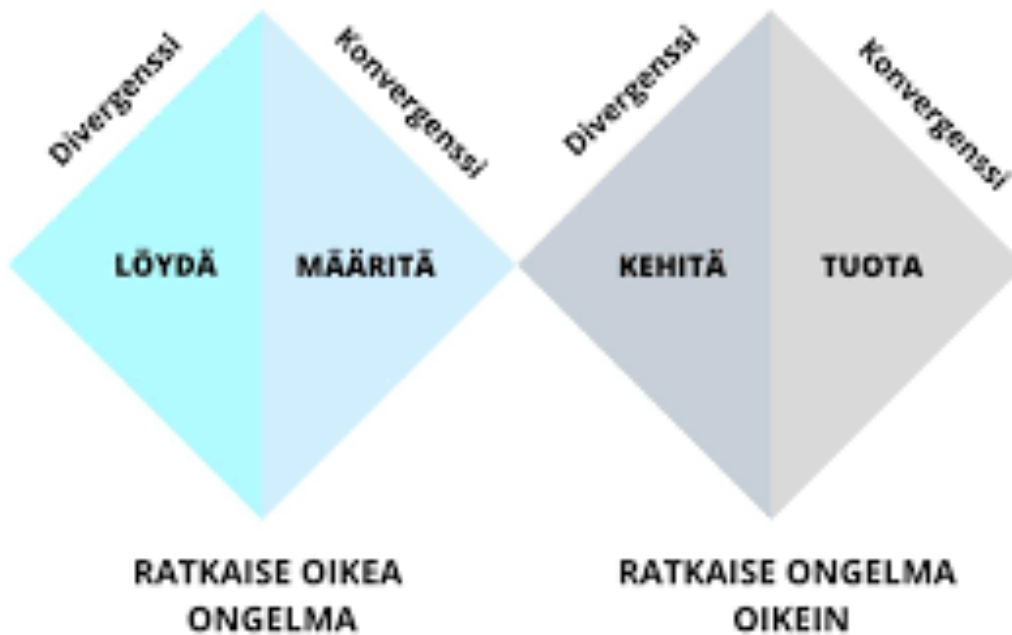 Divergenssi
Konvergenssi
Divergenssi
Konvergenssi
LÖYDÄ
MÄÄRITÄ
KEHITÄ
TUOTA
RATKAISE OIKEA
ONGELMA
RATKAISE ONGELMA
OIKEIN